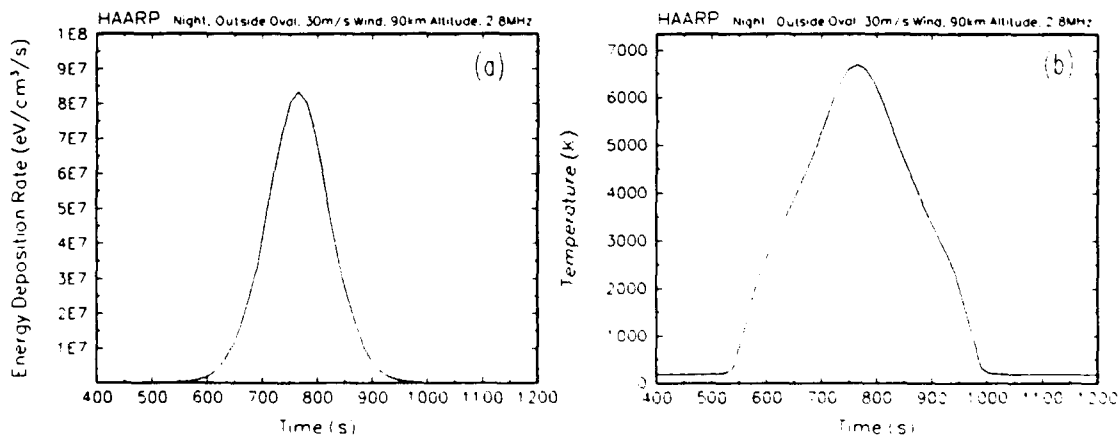 HAARP Night, Outside Oval, 30m/s Wind, 90km Altitude, 2.8MHz
(a)
Energy Deposition Rate (eV/cm³/s)
1E8
9E7
8E7
7E7
6E7
5E7
4E7
3E7
2E7
1E7
400 500 600 700 800 900 1000 1100 1200
Time (s)
HAARP Night, Outside Oval, 30m/s Wind, 90km Altitude, 2.8MHz
(b)
Temperature (K)
7000
6000
5000
4000
3000
2000
1000
0
400 500 600 700 800 900 1000 1100 1200
Time (s)